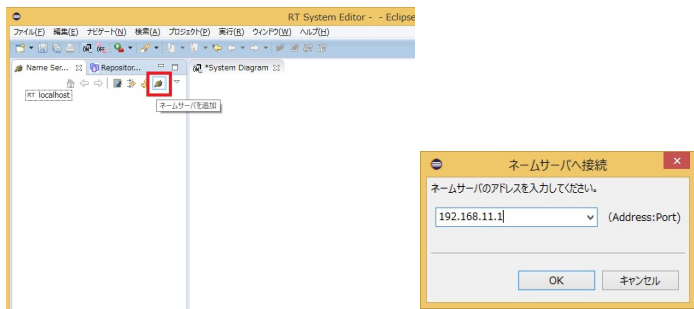 RT System Editor - - Eclipse
ファイル(F) 編集(E) ナビゲート(N) 検索(A) プロジェクト(P) 実行(R) ウィンドウ(W) ヘルプ(H)
Name Ser... Repositor... *System Diagram
RT localhost
ネームサーバを追加
ネームサーバへ接続
ネームサーバのアドレスを入力してください。
192.168.11.1 (Address:Port)
OK キャンセル